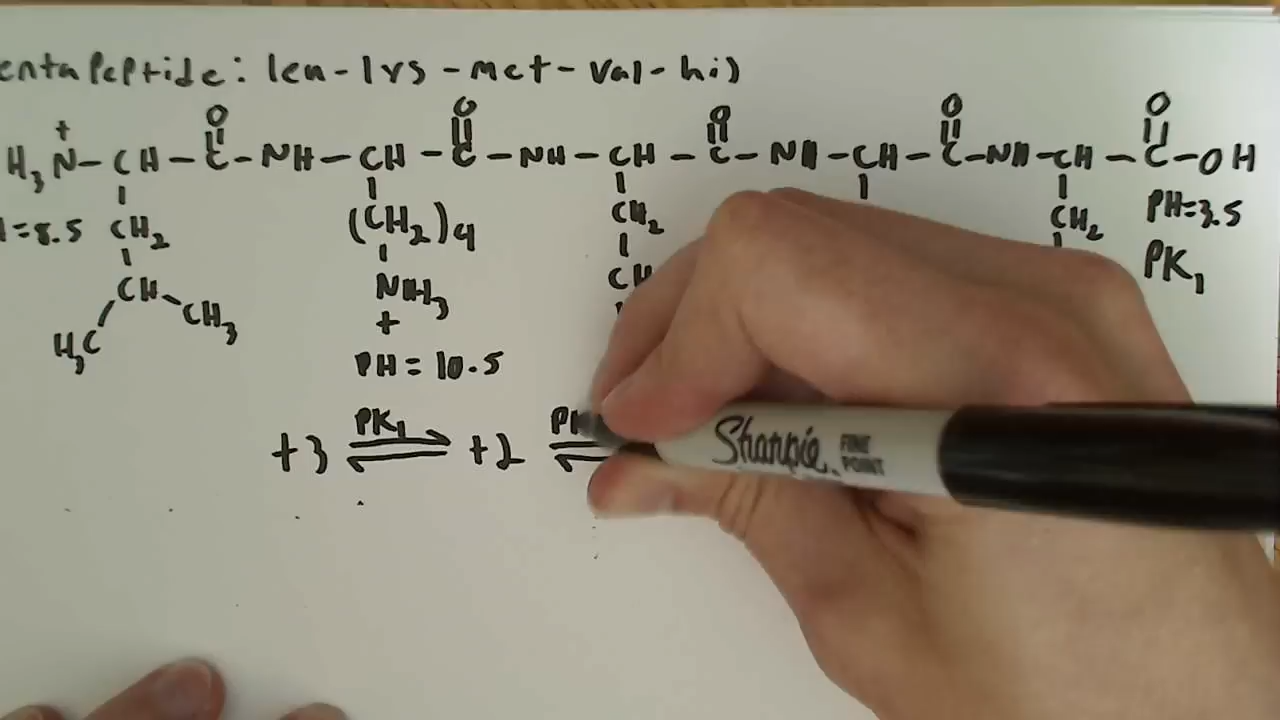 entapeptide: leu-lys-met-val-his
O O O O O
+
H3N-CH-C-NH-CH-C-NH-CH-C-NH-CH-C-NH-CH-C-OH
=8.5 CH2 (CH2)4 CH2 CH2 PH=3.5
CH CH3 NH3 CH PK1
H3C + PH=10.5
+3 PK1 +2 PK
Sharpie FINE POINT